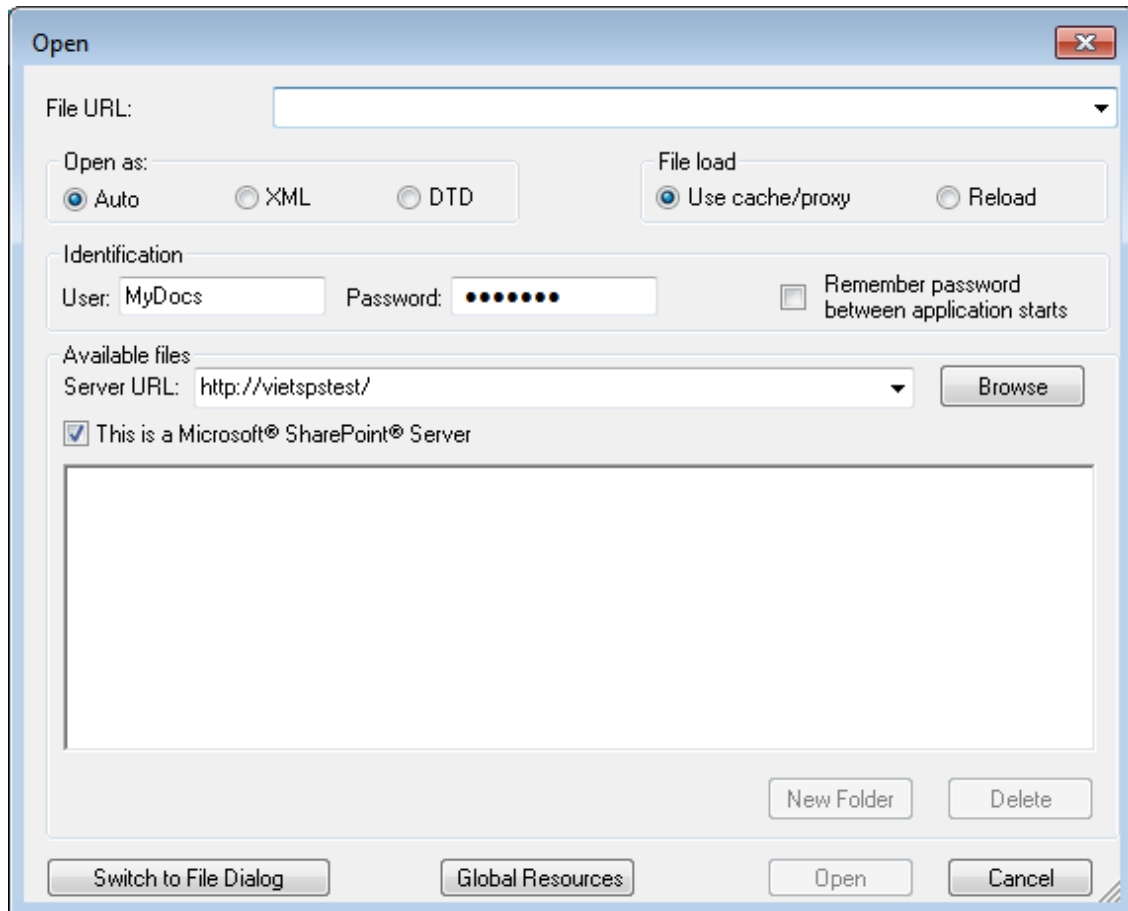 Open
File URL:
Open as:
File load
Auto XML DTD
Use cache/proxy Reload
Identification
User: MyDocs Password: ●●●●●●●
Remember password
between application starts
Available files
Server URL: http://vietspstest/ Browse
This is a Microsoft® SharePoint® Server
New Folder Delete
Switch to File Dialog Global Resources Open Cancel